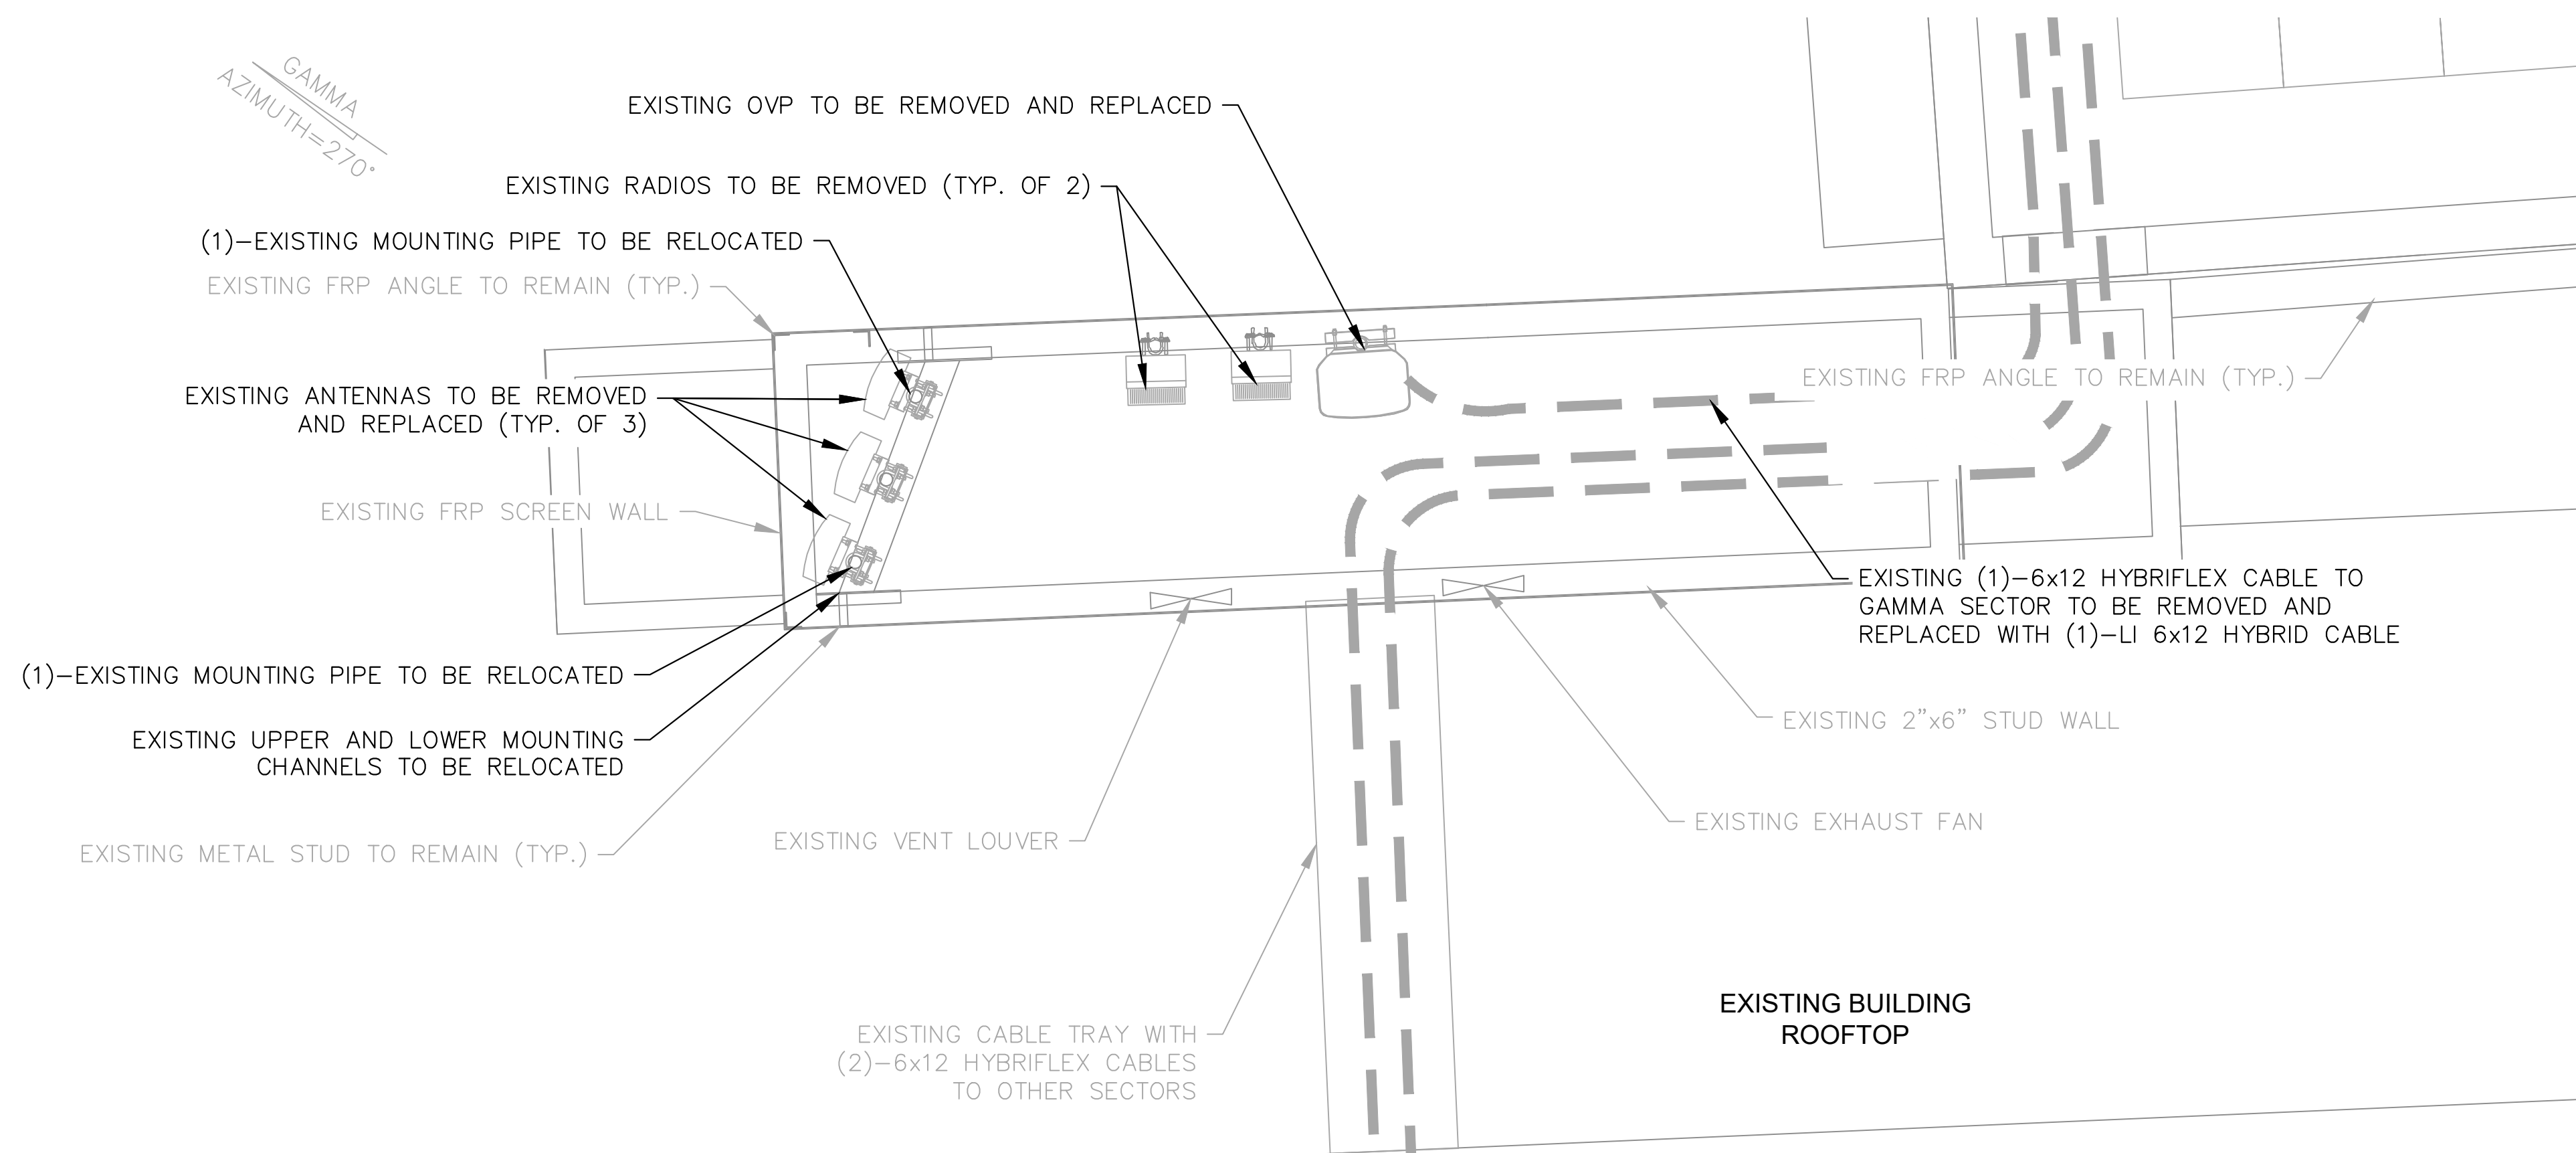 GAMMA
AZIMUTH=270°
EXISTING OVP TO BE REMOVED AND REPLACED
EXISTING RADIOS TO BE REMOVED (TYP. OF 2)
(1)-EXISTING MOUNTING PIPE TO BE RELOCATED
EXISTING FRP ANGLE TO REMAIN (TYP.)
EXISTING ANTENNAS TO BE REMOVED
AND REPLACED (TYP. OF 3)
EXISTING FRP ANGLE TO REMAIN (TYP.)
EXISTING FRP SCREEN WALL
EXISTING (1)-6x12 HYBRIFLEX CABLE TO
GAMMA SECTOR TO BE REMOVED AND
REPLACED WITH (1)-LI 6x12 HYBRID CABLE
(1)-EXISTING MOUNTING PIPE TO BE RELOCATED
EXISTING UPPER AND LOWER MOUNTING
CHANNELS TO BE RELOCATED
EXISTING 2"x6" STUD WALL
EXISTING METAL STUD TO REMAIN (TYP.)
EXISTING VENT LOUVER
EXISTING EXHAUST FAN
EXISTING CABLE TRAY WITH
(2)-6x12 HYBRIFLEX CABLES
TO OTHER SECTORS
EXISTING BUILDING
ROOFTOP